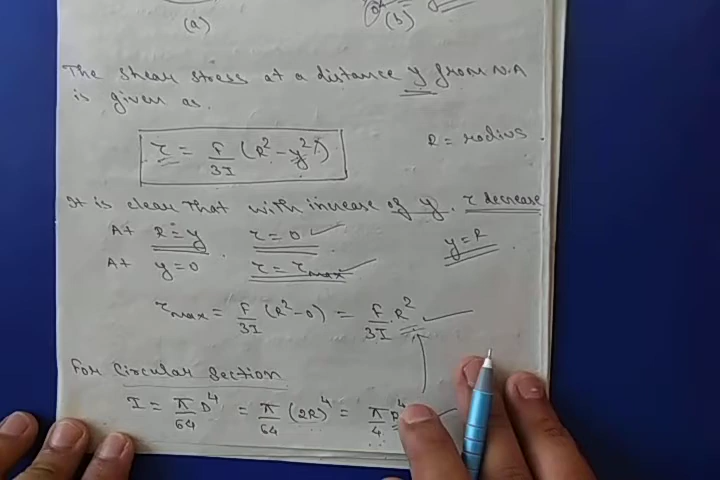 (a) (b)
The shear stress at a distance y from N.A
is given as.
τ = F/3I (R² - y²)
R = radius.
It is clear that with increase of y. τ decrease
At R = y τ = 0
y = R
At y = 0 τ = τmax
τmax = F/3I (R² - 0) = F/3I R²
For Circular Section
I = π/64 D⁴ = π/64 (2R)⁴ = π/4 R⁴